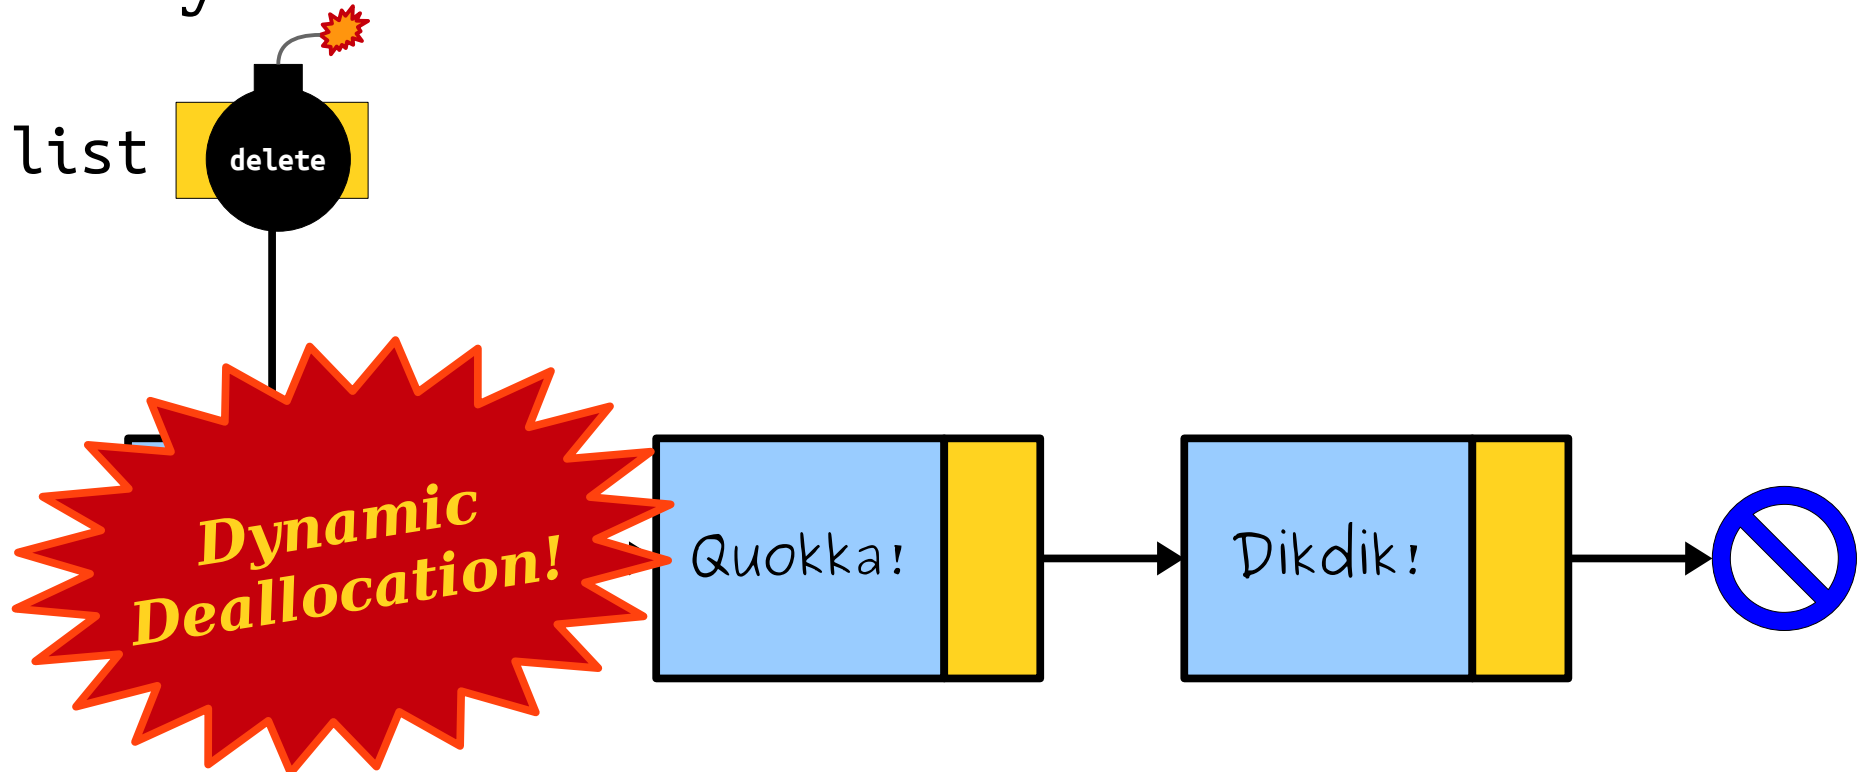 delete
list
Dynamic
Deallocation!
Quokka!
Dikdik!